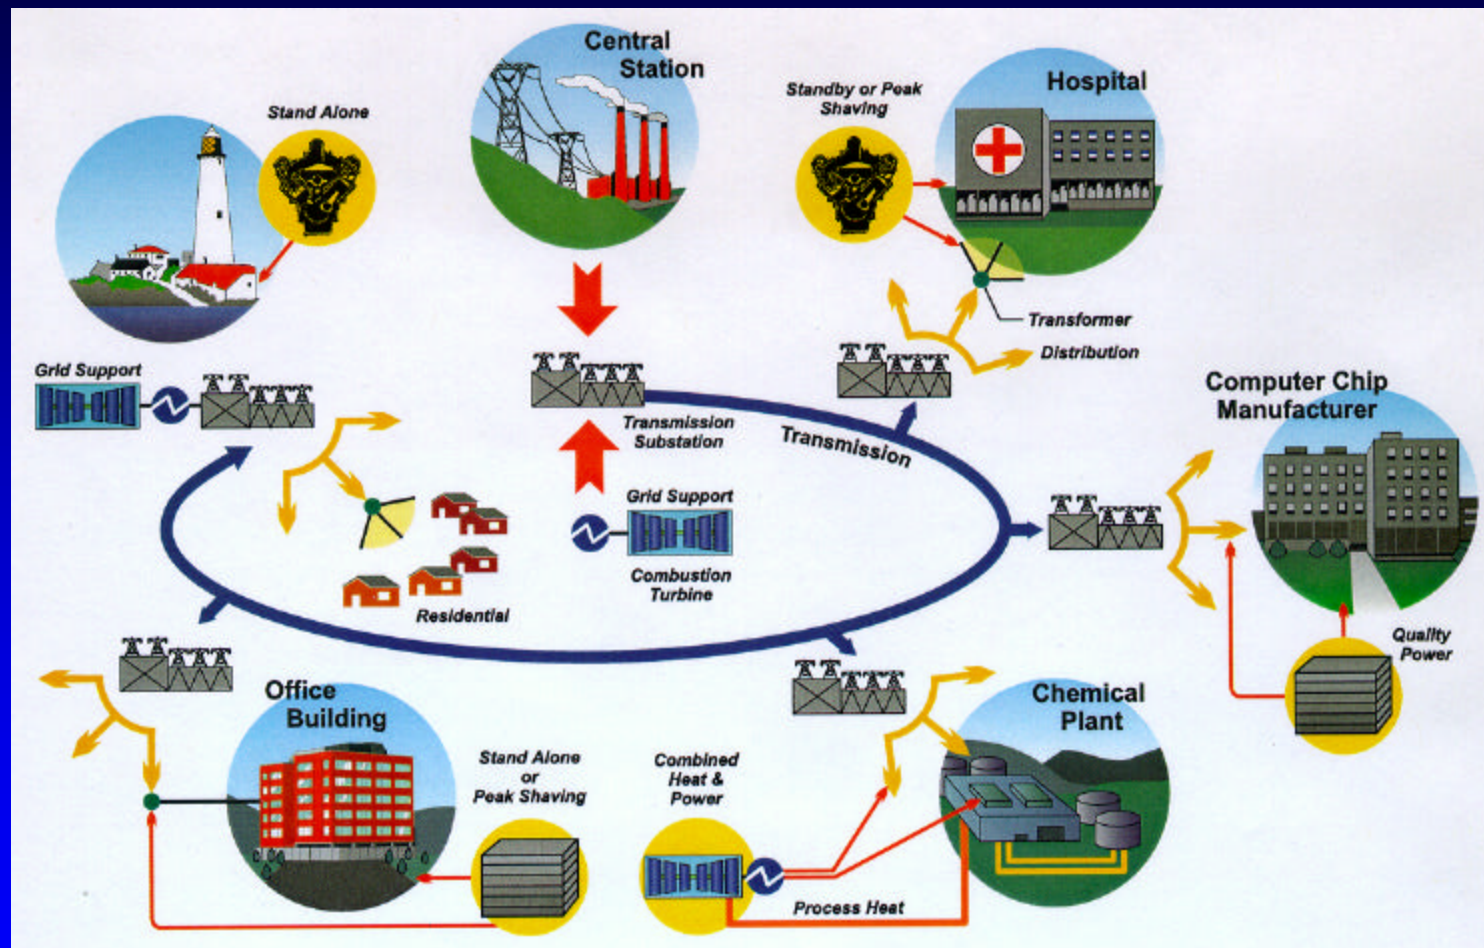 Central
Station
Stand Alone
Standby or Peak
Shaving
Hospital
Transformer
Distribution
Grid Support
Transmission
Substation
Transmission
Computer Chip
Manufacturer
Grid Support
Combustion
Turbine
Residential
Quality
Power
Office
Building
Stand Alone
or
Peak Shaving
Combined
Heat &
Power
Chemical
Plant
Process Heat